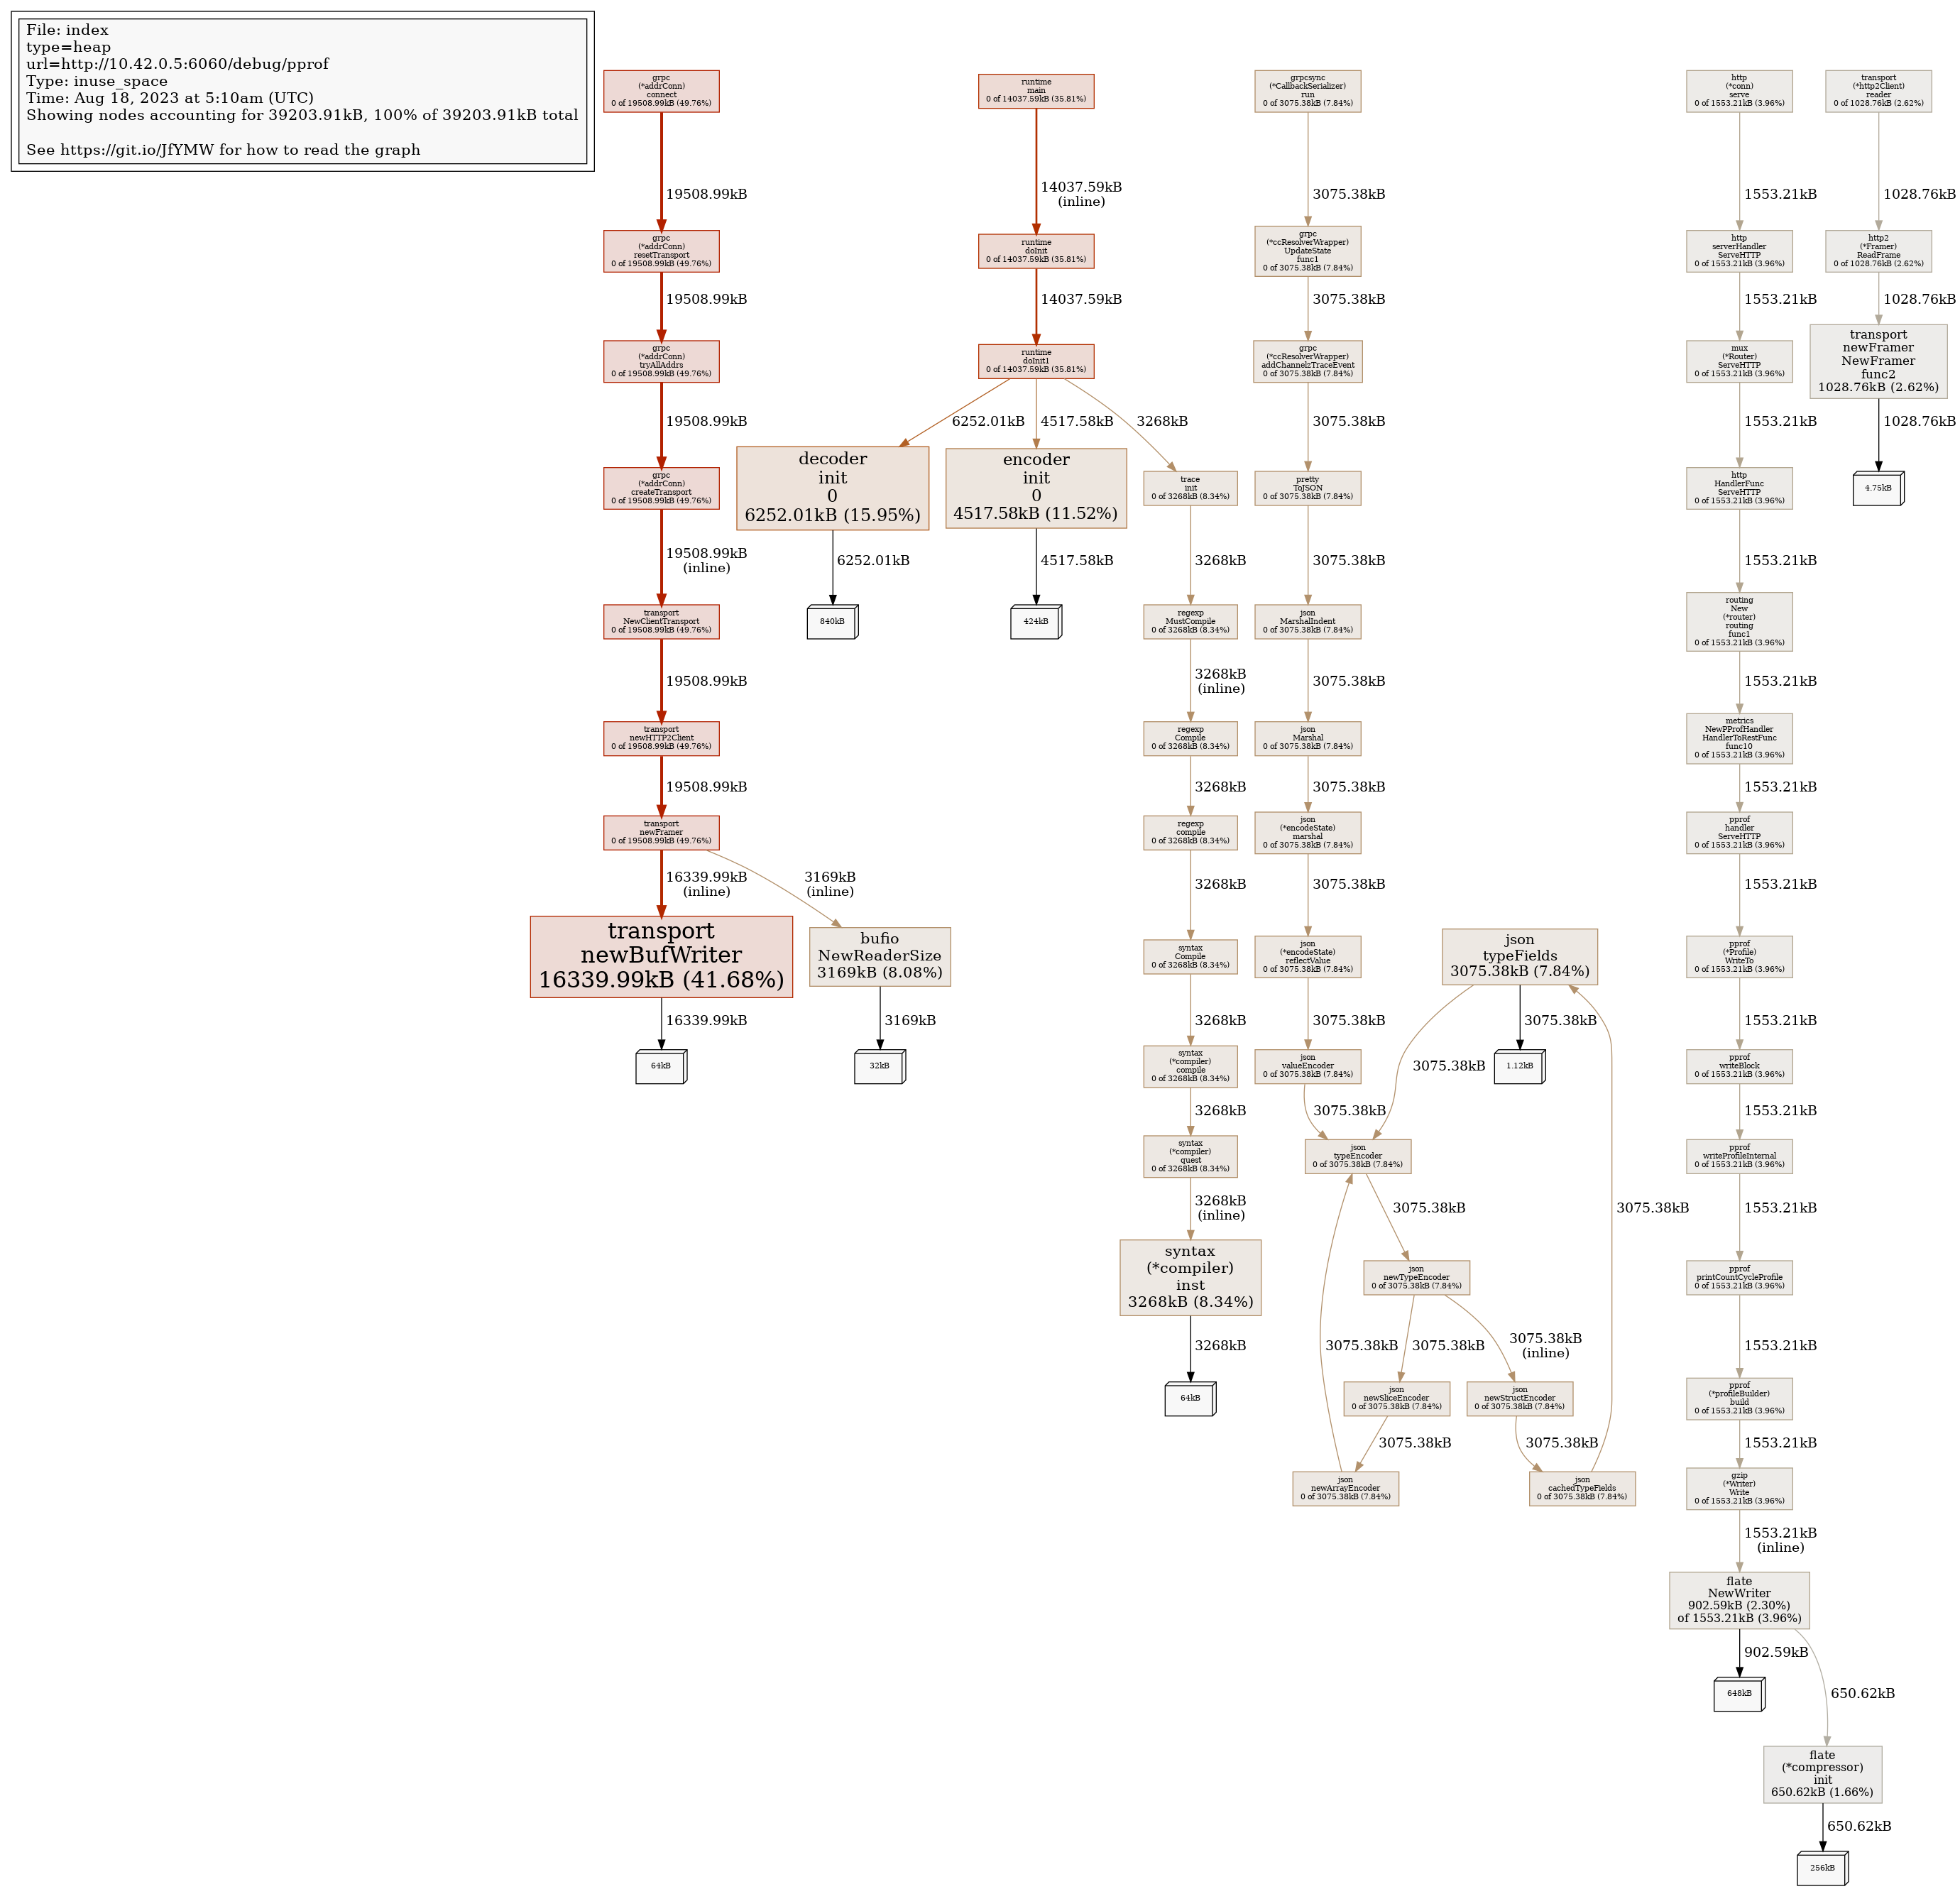 File: index
type=heap
url=http://10.42.0.5:6060/debug/pprof
Type: inuse_space
Time: Aug 18, 2023 at 5:10am (UTC)
Showing nodes accounting for 39203.91kB, 100% of 39203.91kB total
See https://git.io/JfYMW for how to read the graph
grpc
(*addrConn)
connect
0 of 19508.99kB (49.76%)
19508.99kB
grpc
(*addrConn)
resetTransport
0 of 19508.99kB (49.76%)
19508.99kB
grpc
(*addrConn)
tryAllAddrs
0 of 19508.99kB (49.76%)
19508.99kB
grpc
(*addrConn)
createTransport
0 of 19508.99kB (49.76%)
19508.99kB
(inline)
transport
NewClientTransport
0 of 19508.99kB (49.76%)
19508.99kB
transport
newHTTP2Client
0 of 19508.99kB (49.76%)
19508.99kB
transport
newFramer
0 of 19508.99kB (49.76%)
16339.99kB
(inline)
3169kB
(inline)
transport
newBufWriter
16339.99kB (41.68%)
16339.99kB
64kB
bufio
NewReaderSize
3169kB (8.08%)
3169kB
32kB
runtime
main
0 of 14037.59kB (35.81%)
14037.59kB
(inline)
runtime
doInit
0 of 14037.59kB (35.81%)
14037.59kB
runtime
doInit1
0 of 14037.59kB (35.81%)
6252.01kB
4517.58kB
3268kB
decoder
init
0
6252.01kB (15.95%)
6252.01kB
840kB
encoder
init
0
4517.58kB (11.52%)
4517.58kB
424kB
trace
init
0 of 3268kB (8.34%)
3268kB
regexp
MustCompile
0 of 3268kB (8.34%)
3268kB
(inline)
regexp
Compile
0 of 3268kB (8.34%)
3268kB
regexp
compile
0 of 3268kB (8.34%)
3268kB
syntax
Compile
0 of 3268kB (8.34%)
3268kB
syntax
(*compiler)
compile
0 of 3268kB (8.34%)
3268kB
syntax
(*compiler)
quest
0 of 3268kB (8.34%)
3268kB
(inline)
syntax
(*compiler)
inst
3268kB (8.34%)
3268kB
64kB
grpcsync
(*CallbackSerializer)
run
0 of 3075.38kB (7.84%)
3075.38kB
grpc
(*ccResolverWrapper)
UpdateState
func1
0 of 3075.38kB (7.84%)
3075.38kB
grpc
(*ccResolverWrapper)
addChannelzTraceEvent
0 of 3075.38kB (7.84%)
3075.38kB
pretty
ToJSON
0 of 3075.38kB (7.84%)
3075.38kB
json
MarshalIndent
0 of 3075.38kB (7.84%)
3075.38kB
json
Marshal
0 of 3075.38kB (7.84%)
3075.38kB
json
(*encodeState)
marshal
0 of 3075.38kB (7.84%)
3075.38kB
json
(*encodeState)
reflectValue
0 of 3075.38kB (7.84%)
3075.38kB
json
valueEncoder
0 of 3075.38kB (7.84%)
3075.38kB
json
typeFields
3075.38kB (7.84%)
3075.38kB
3075.38kB
1.12kB
json
typeEncoder
0 of 3075.38kB (7.84%)
3075.38kB
3075.38kB
json
newTypeEncoder
0 of 3075.38kB (7.84%)
3075.38kB
3075.38kB
3075.38kB
(inline)
json
newSliceEncoder
0 of 3075.38kB (7.84%)
3075.38kB
json
newStructEncoder
0 of 3075.38kB (7.84%)
3075.38kB
json
newArrayEncoder
0 of 3075.38kB (7.84%)
json
cachedTypeFields
0 of 3075.38kB (7.84%)
http
(*conn)
serve
0 of 1553.21kB (3.96%)
1553.21kB
http
serverHandler
ServeHTTP
0 of 1553.21kB (3.96%)
1553.21kB
mux
(*Router)
ServeHTTP
0 of 1553.21kB (3.96%)
1553.21kB
http
HandlerFunc
ServeHTTP
0 of 1553.21kB (3.96%)
1553.21kB
routing
New
(*router)
routing
func1
0 of 1553.21kB (3.96%)
1553.21kB
metrics
NewPProfHandler
HandlerToRestFunc
func10
0 of 1553.21kB (3.96%)
1553.21kB
pprof
handler
ServeHTTP
0 of 1553.21kB (3.96%)
1553.21kB
pprof
(*Profile)
WriteTo
0 of 1553.21kB (3.96%)
1553.21kB
pprof
writeBlock
0 of 1553.21kB (3.96%)
1553.21kB
pprof
writeProfileInternal
0 of 1553.21kB (3.96%)
1553.21kB
pprof
printCountCycleProfile
0 of 1553.21kB (3.96%)
1553.21kB
pprof
(*profileBuilder)
build
0 of 1553.21kB (3.96%)
1553.21kB
gzip
(*Writer)
Write
0 of 1553.21kB (3.96%)
1553.21kB
(inline)
flate
NewWriter
902.59kB (2.30%)
of 1553.21kB (3.96%)
902.59kB
648kB
650.62kB
flate
(*compressor)
init
650.62kB (1.66%)
650.62kB
256kB
transport
(*http2Client)
reader
0 of 1028.76kB (2.62%)
1028.76kB
http2
(*Framer)
ReadFrame
0 of 1028.76kB (2.62%)
1028.76kB
transport
newFramer
NewFramer
func2
1028.76kB (2.62%)
1028.76kB
4.75kB